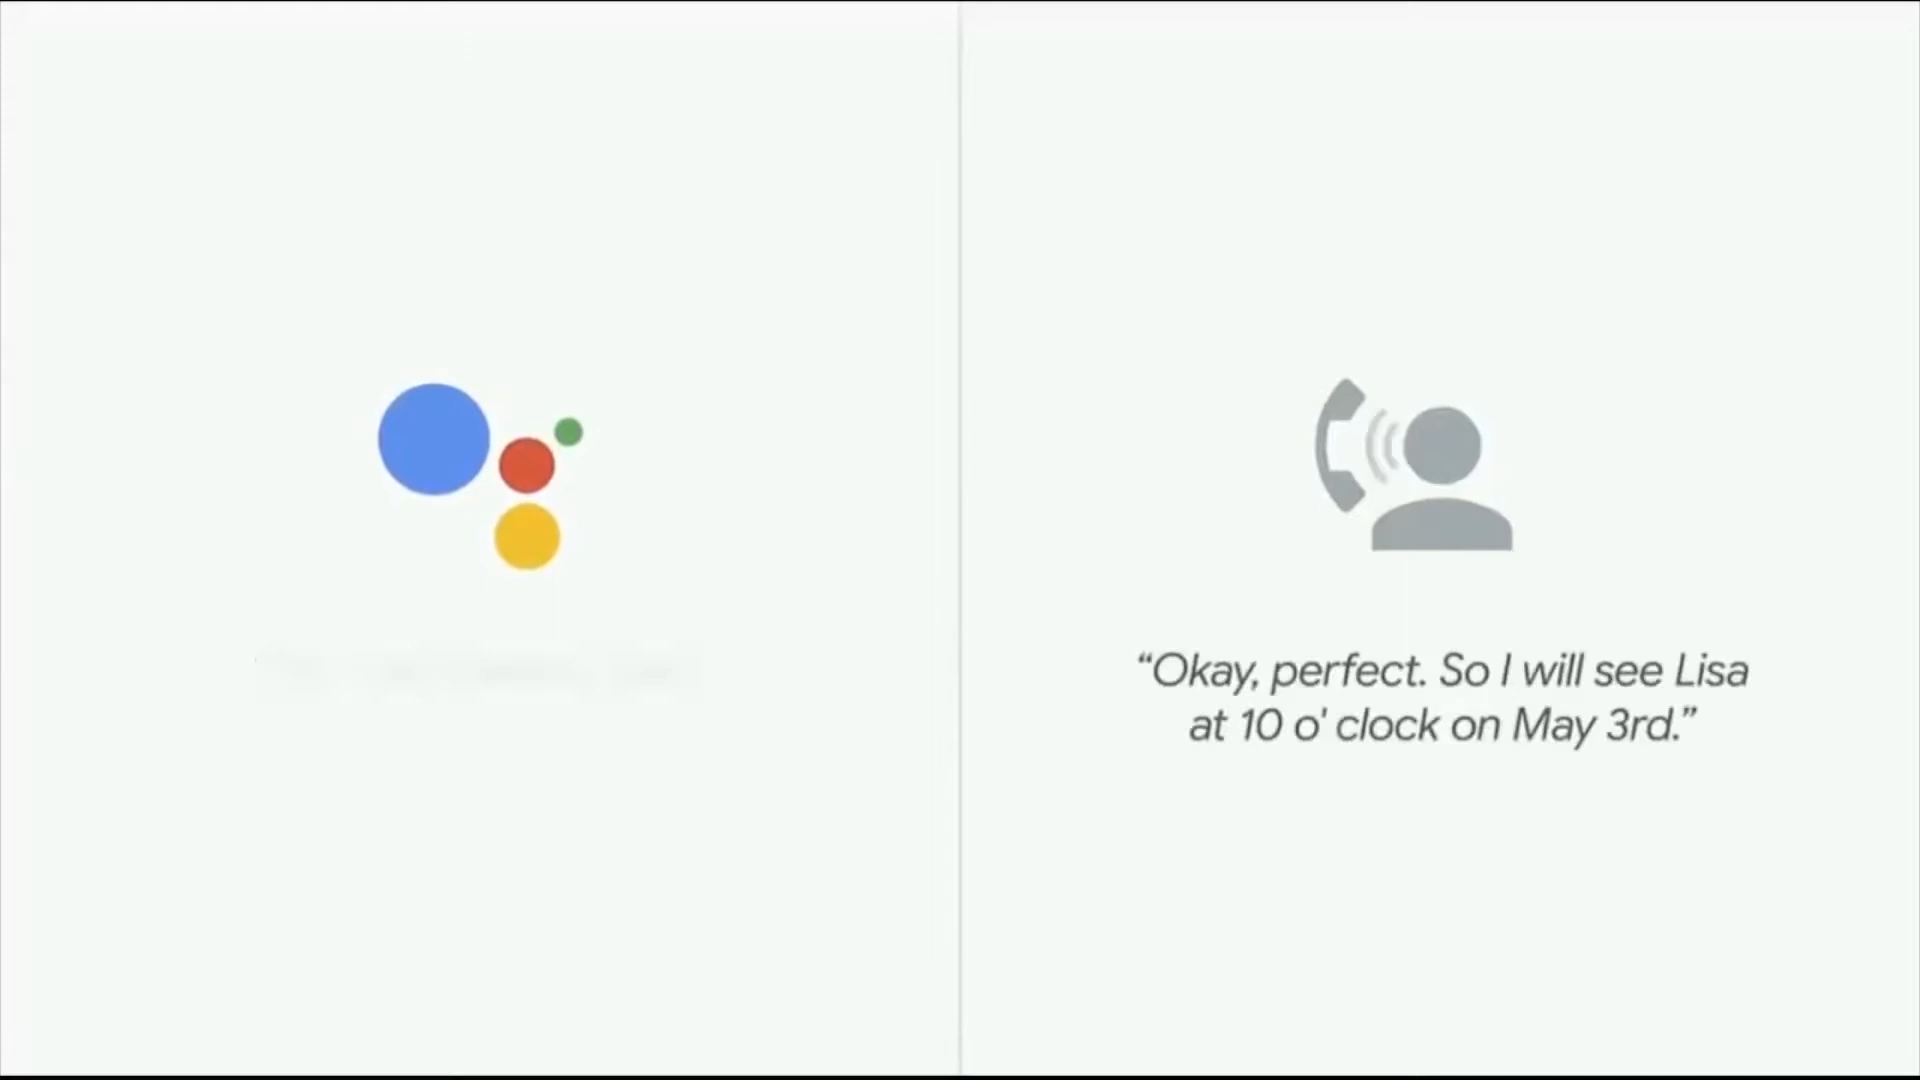 “Okay, perfect. So I will see Lisa
at 10 o' clock on May 3rd.”